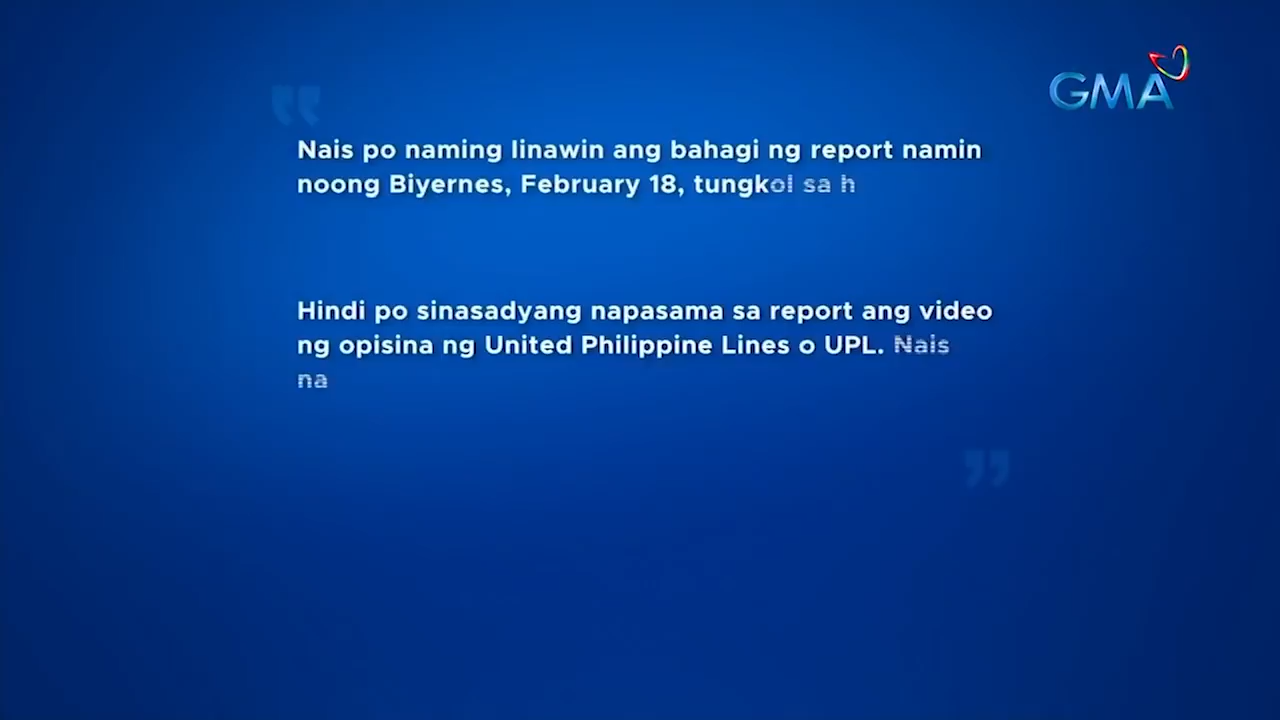 GMA
Nais po naming linawin ang bahagi ng report namin
noong Biyernes, February 18, tungkol sa h
Hindi po sinasadyang napasama sa report ang video
ng opisina ng United Philippine Lines o UPL. Nais
na